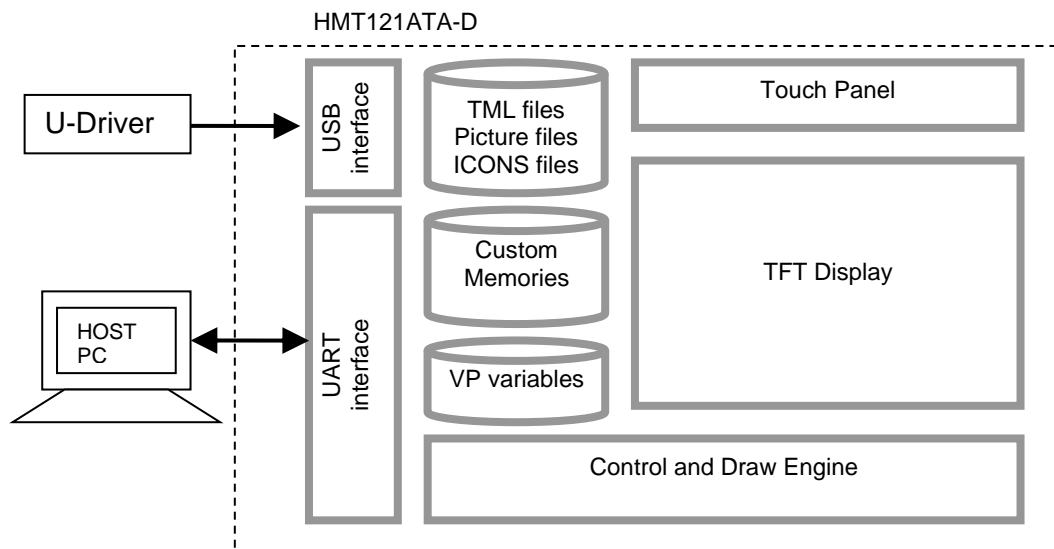 HMT121ATA-D
U-Driver
USB
interface
TML files
Picture files
ICONS files
Touch Panel
HOST
PC
UART
interface
Custom
Memories
TFT Display
VP variables
Control and Draw Engine